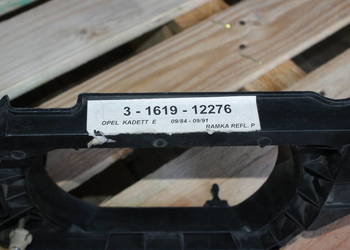 3 - 1619 - 12276
OPEL KADETT E 09/84 - 09/91 RAMKA REFL. P